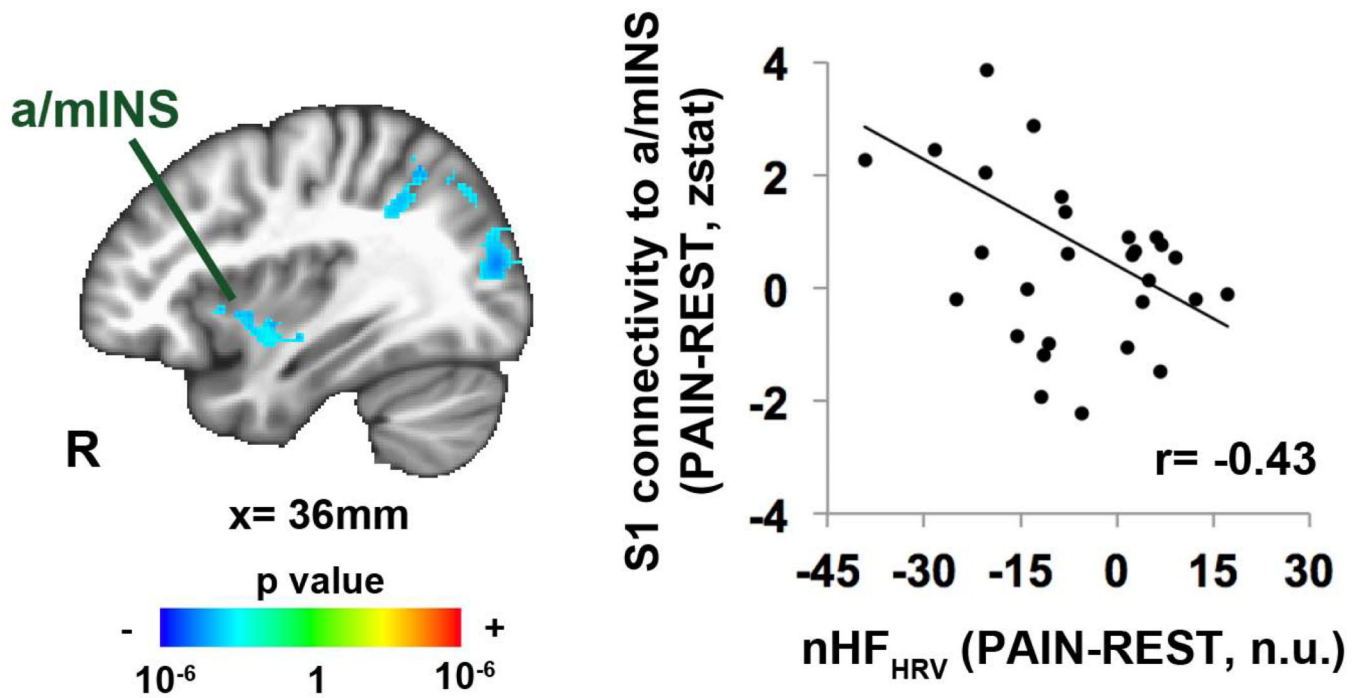 a/mINS
R
x= 36mm
p value
- +
10⁻⁶ 1 10⁻⁶
S1 connectivity to a/mINS
(PAIN-REST, zstat)
4
2
0
-2
-4
r= -0.43
-45 -30 -15 0 15 30
nHF_HRV (PAIN-REST, n.u.)